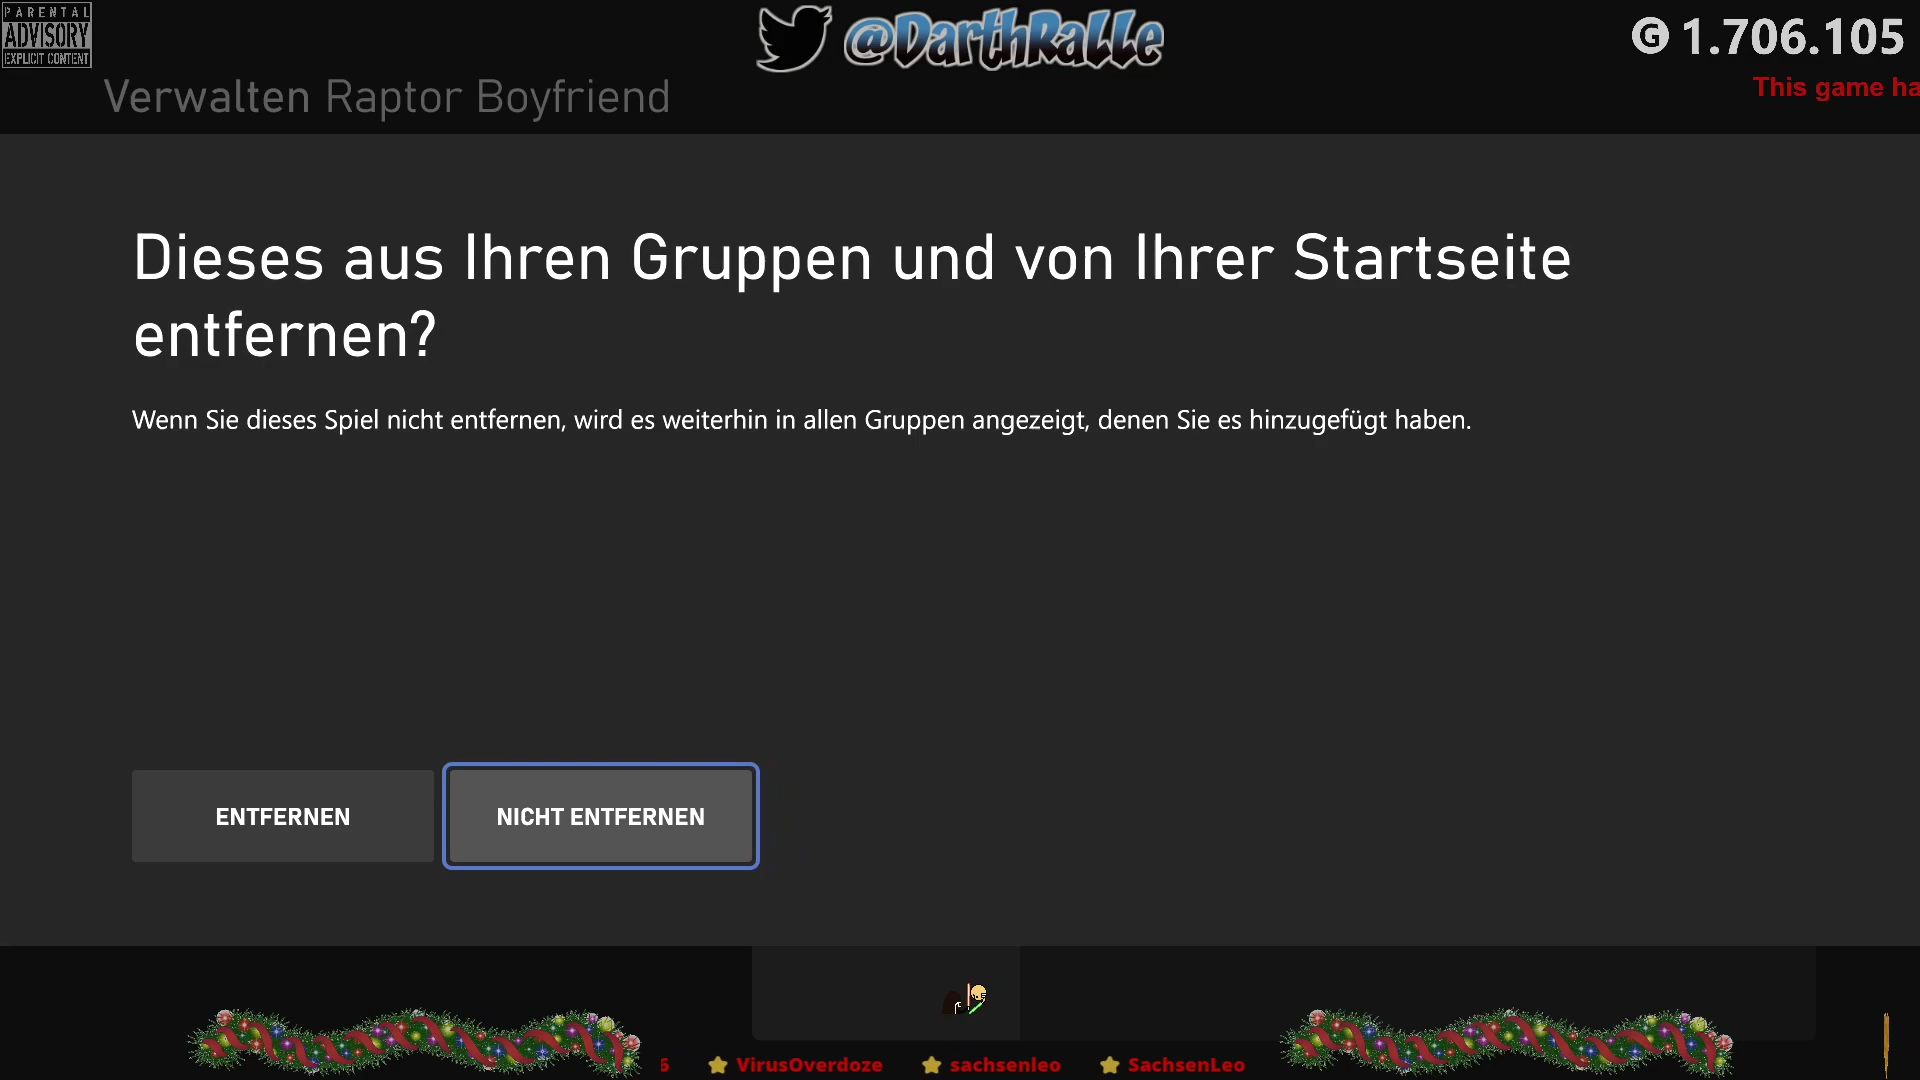 PARENTAL
ADVISORY
EXPLICIT CONTENT
@DarthRaLLe
G 1.706.105
This game ha
Verwalten Raptor Boyfriend
Dieses aus Ihren Gruppen und von Ihrer Startseite
entfernen?
Wenn Sie dieses Spiel nicht entfernen, wird es weiterhin in allen Gruppen angezeigt, denen Sie es hinzugefügt haben.
ENTFERNEN
NICHT ENTFERNEN
6 VirusOverdoze sachsenleo SachsenLeo